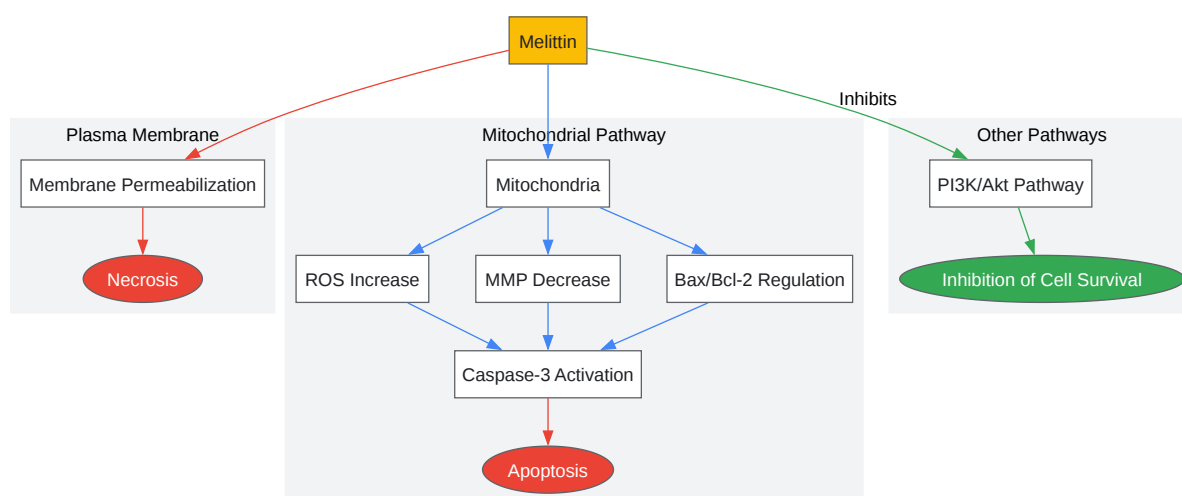 Melittin
Inhibits
Plasma Membrane
Mitochondrial Pathway
Other Pathways
Membrane Permeabilization
Mitochondria
PI3K/Akt Pathway
Necrosis
ROS Increase
MMP Decrease
Bax/Bcl-2 Regulation
Inhibition of Cell Survival
Caspase-3 Activation
Apoptosis